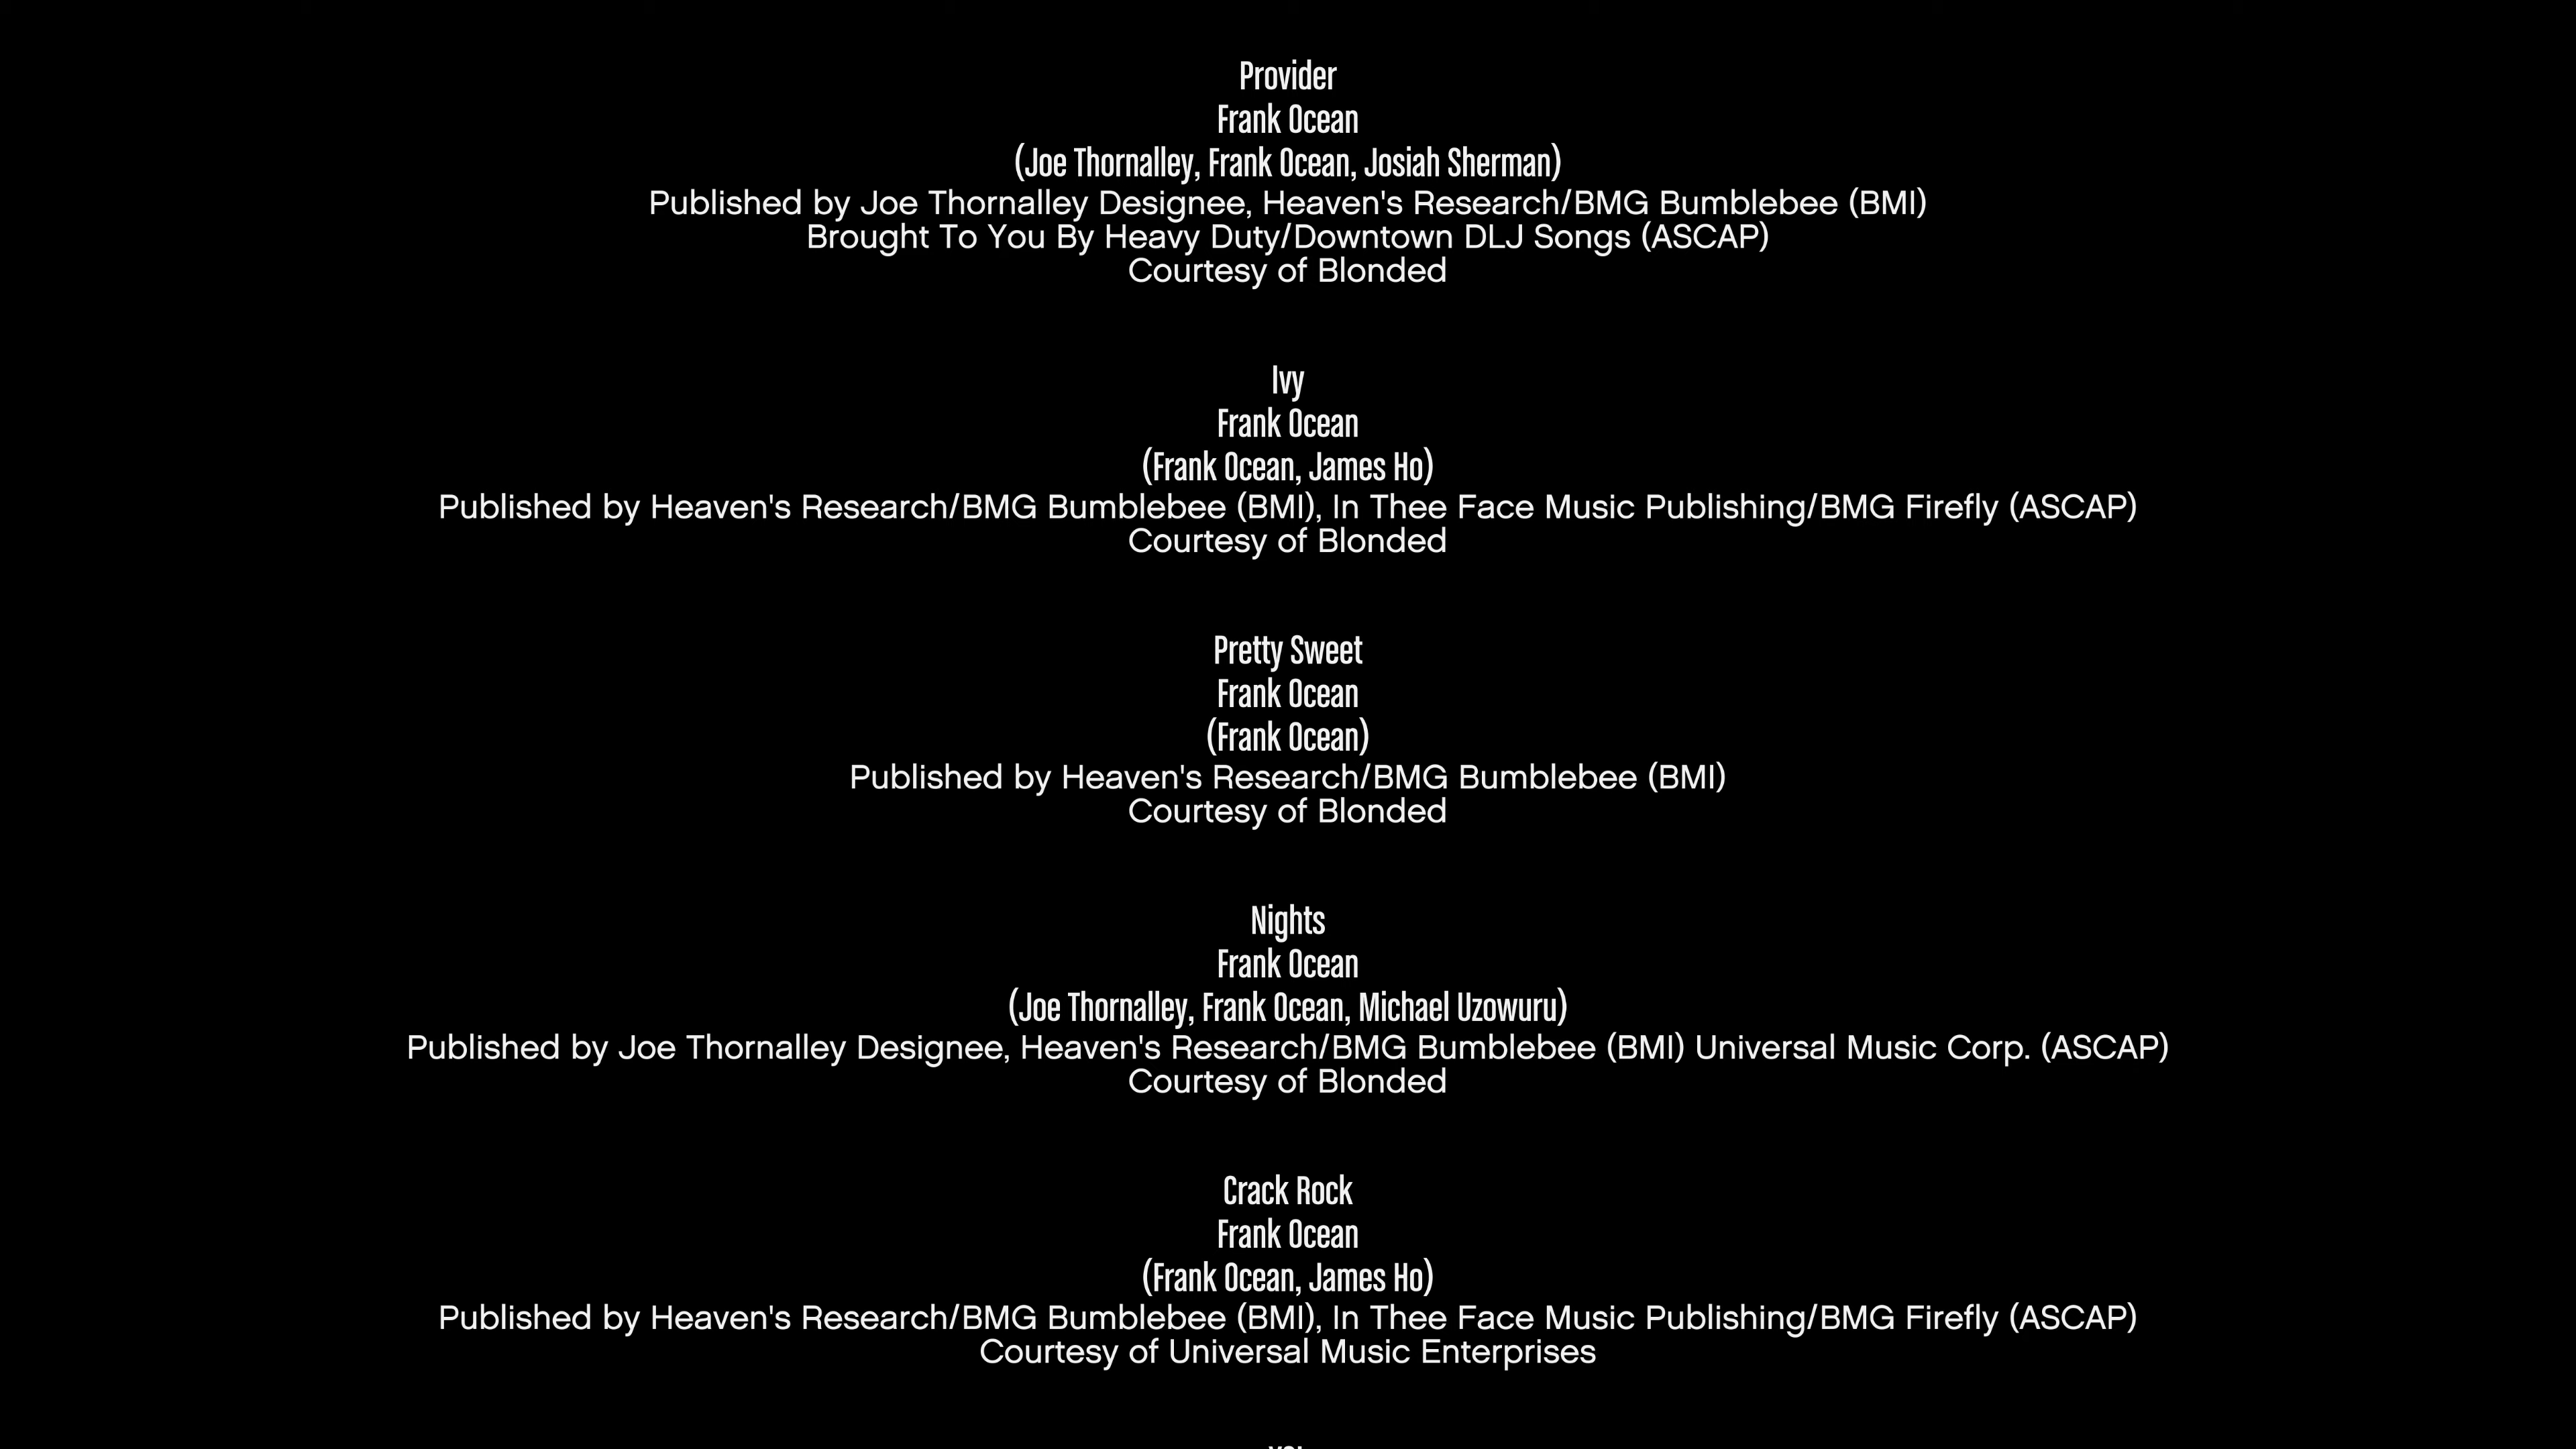 Provider
Frank Ocean
(Joe Thornalley, Frank Ocean, Josiah Sherman)
Published by Joe Thornalley Designee, Heaven's Research/BMG Bumblebee (BMI)
Brought To You By Heavy Duty/Downtown DLJ Songs (ASCAP)
Courtesy of Blonded
Ivy
Frank Ocean
(Frank Ocean, James Ho)
Published by Heaven's Research/BMG Bumblebee (BMI), In Thee Face Music Publishing/BMG Firefly (ASCAP)
Courtesy of Blonded
Pretty Sweet
Frank Ocean
(Frank Ocean)
Published by Heaven's Research/BMG Bumblebee (BMI)
Courtesy of Blonded
Nights
Frank Ocean
(Joe Thornalley, Frank Ocean, Michael Uzowuru)
Published by Joe Thornalley Designee, Heaven's Research/BMG Bumblebee (BMI) Universal Music Corp. (ASCAP)
Courtesy of Blonded
Crack Rock
Frank Ocean
(Frank Ocean, James Ho)
Published by Heaven's Research/BMG Bumblebee (BMI), In Thee Face Music Publishing/BMG Firefly (ASCAP)
Courtesy of Universal Music Enterprises